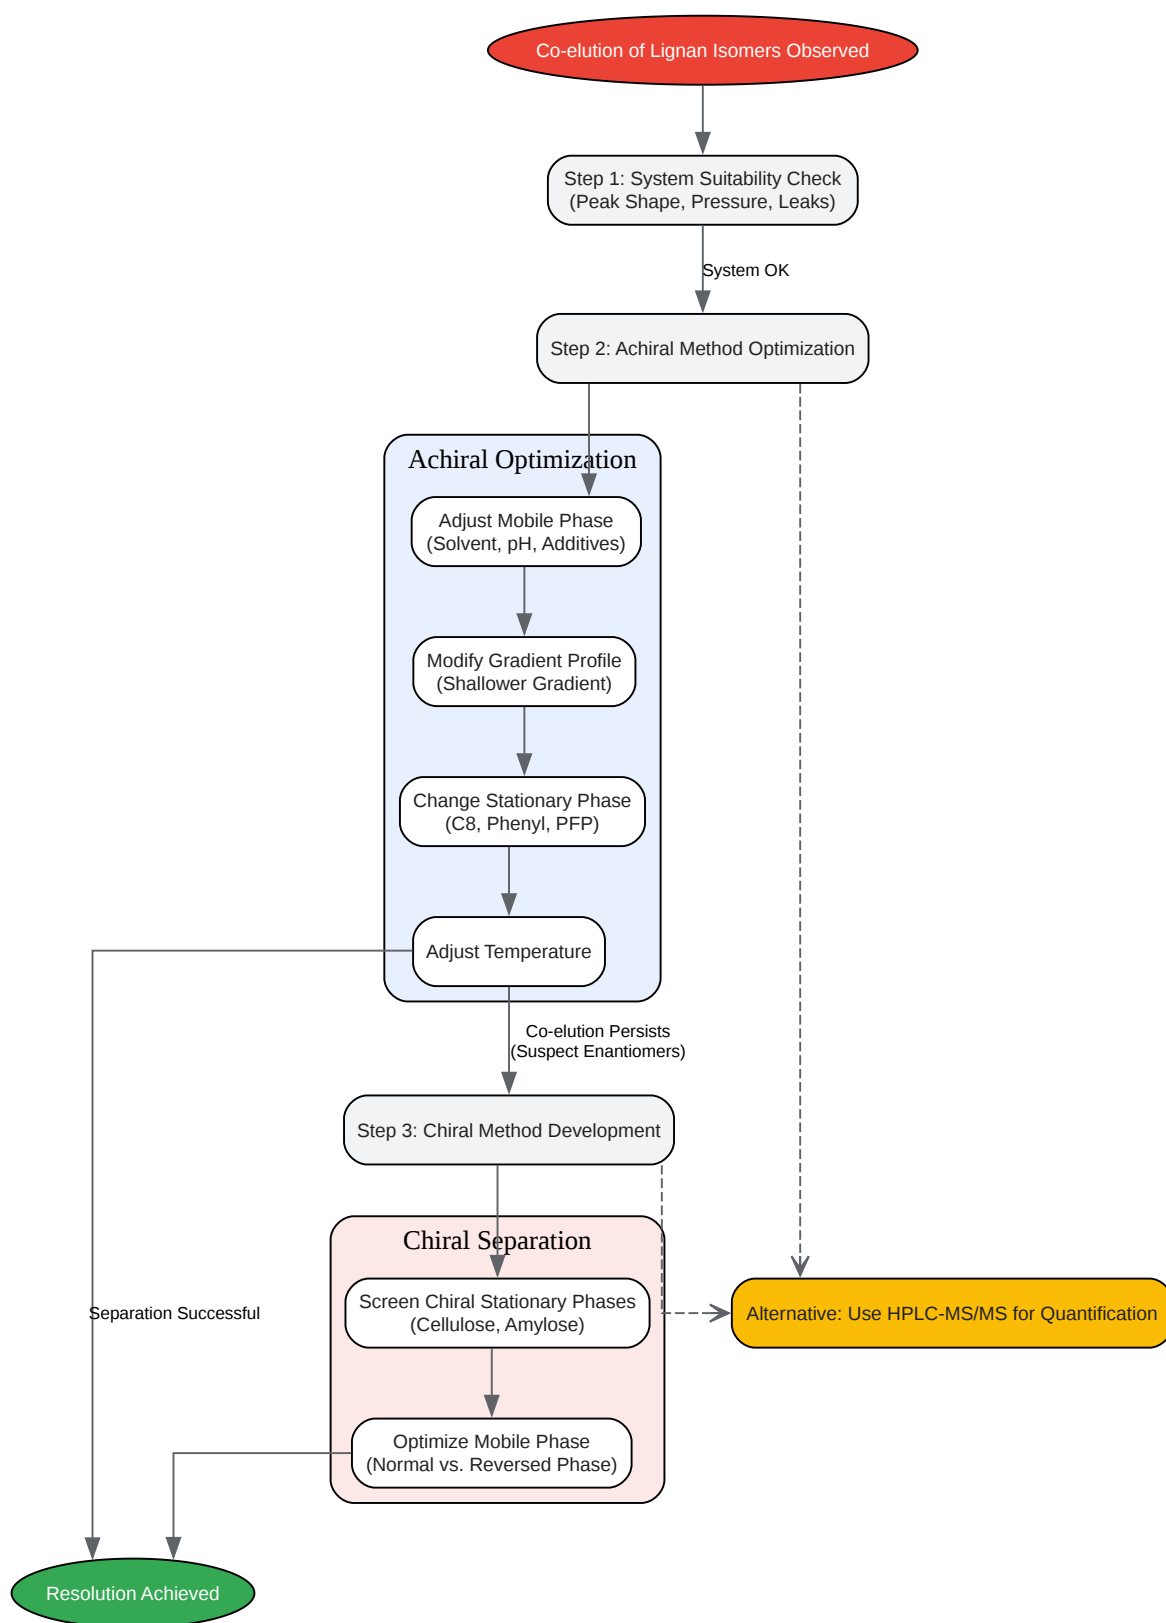 Co-elution of Lignan Isomers Observed
Step 1: System Suitability Check
(Peak Shape, Pressure, Leaks)
System OK
Step 2: Achiral Method Optimization
Achiral Optimization
Adjust Mobile Phase
(Solvent, pH, Additives)
Modify Gradient Profile
(Shallower Gradient)
Change Stationary Phase
(C8, Phenyl, PFP)
Adjust Temperature
Co-elution Persists
(Suspect Enantiomers)
Step 3: Chiral Method Development
Chiral Separation
Screen Chiral Stationary Phases
(Cellulose, Amylose)
Alternative: Use HPLC-MS/MS for Quantification
Separation Successful
Optimize Mobile Phase
(Normal vs. Reversed Phase)
Resolution Achieved